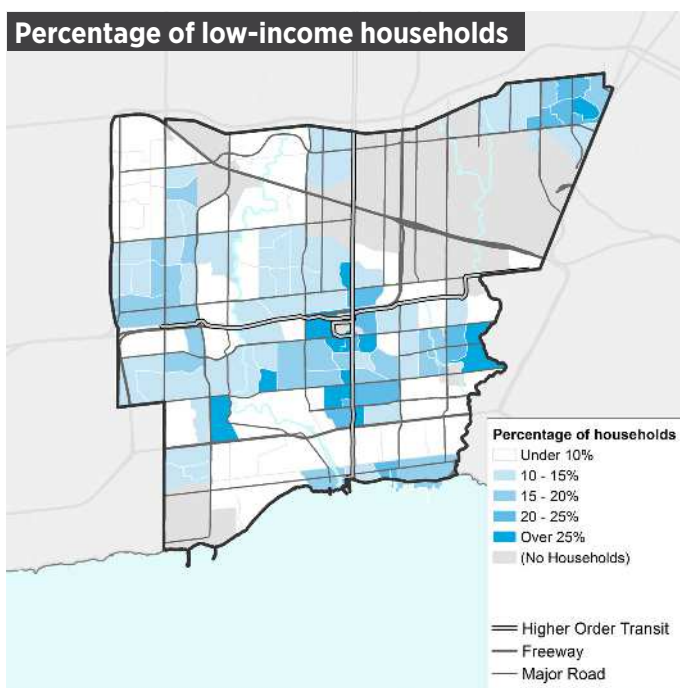 Percentage of low-income households
Percentage of households
Under 10%
10 - 15%
15 - 20%
20 - 25%
Over 25%
(No Households)
Higher Order Transit
Freeway
Major Road